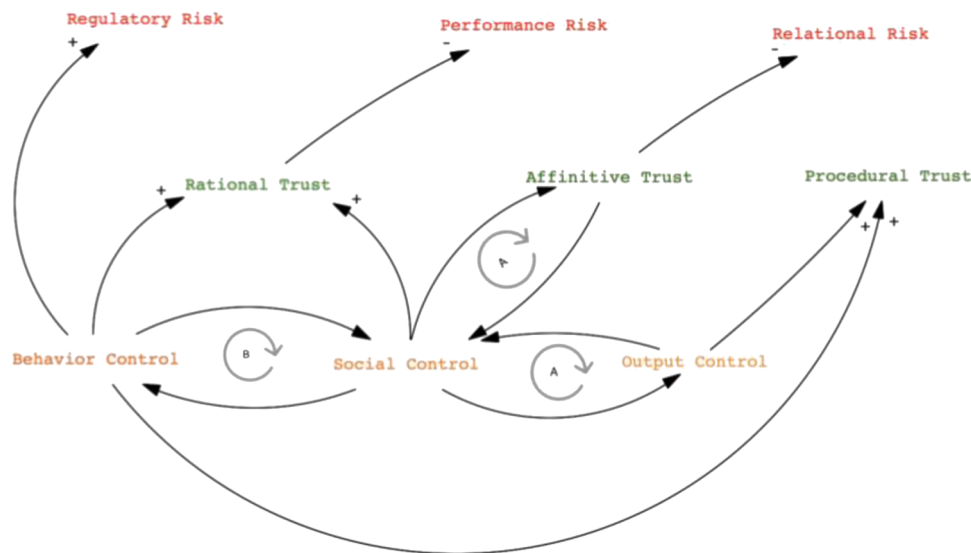 Regulatory Risk
Performance Risk
Relational Risk
+
-
-
Rational Trust
Affinitive Trust
Procedural Trust
+
+
+
+
A
B
A
Behavior Control
Social Control
Output Control